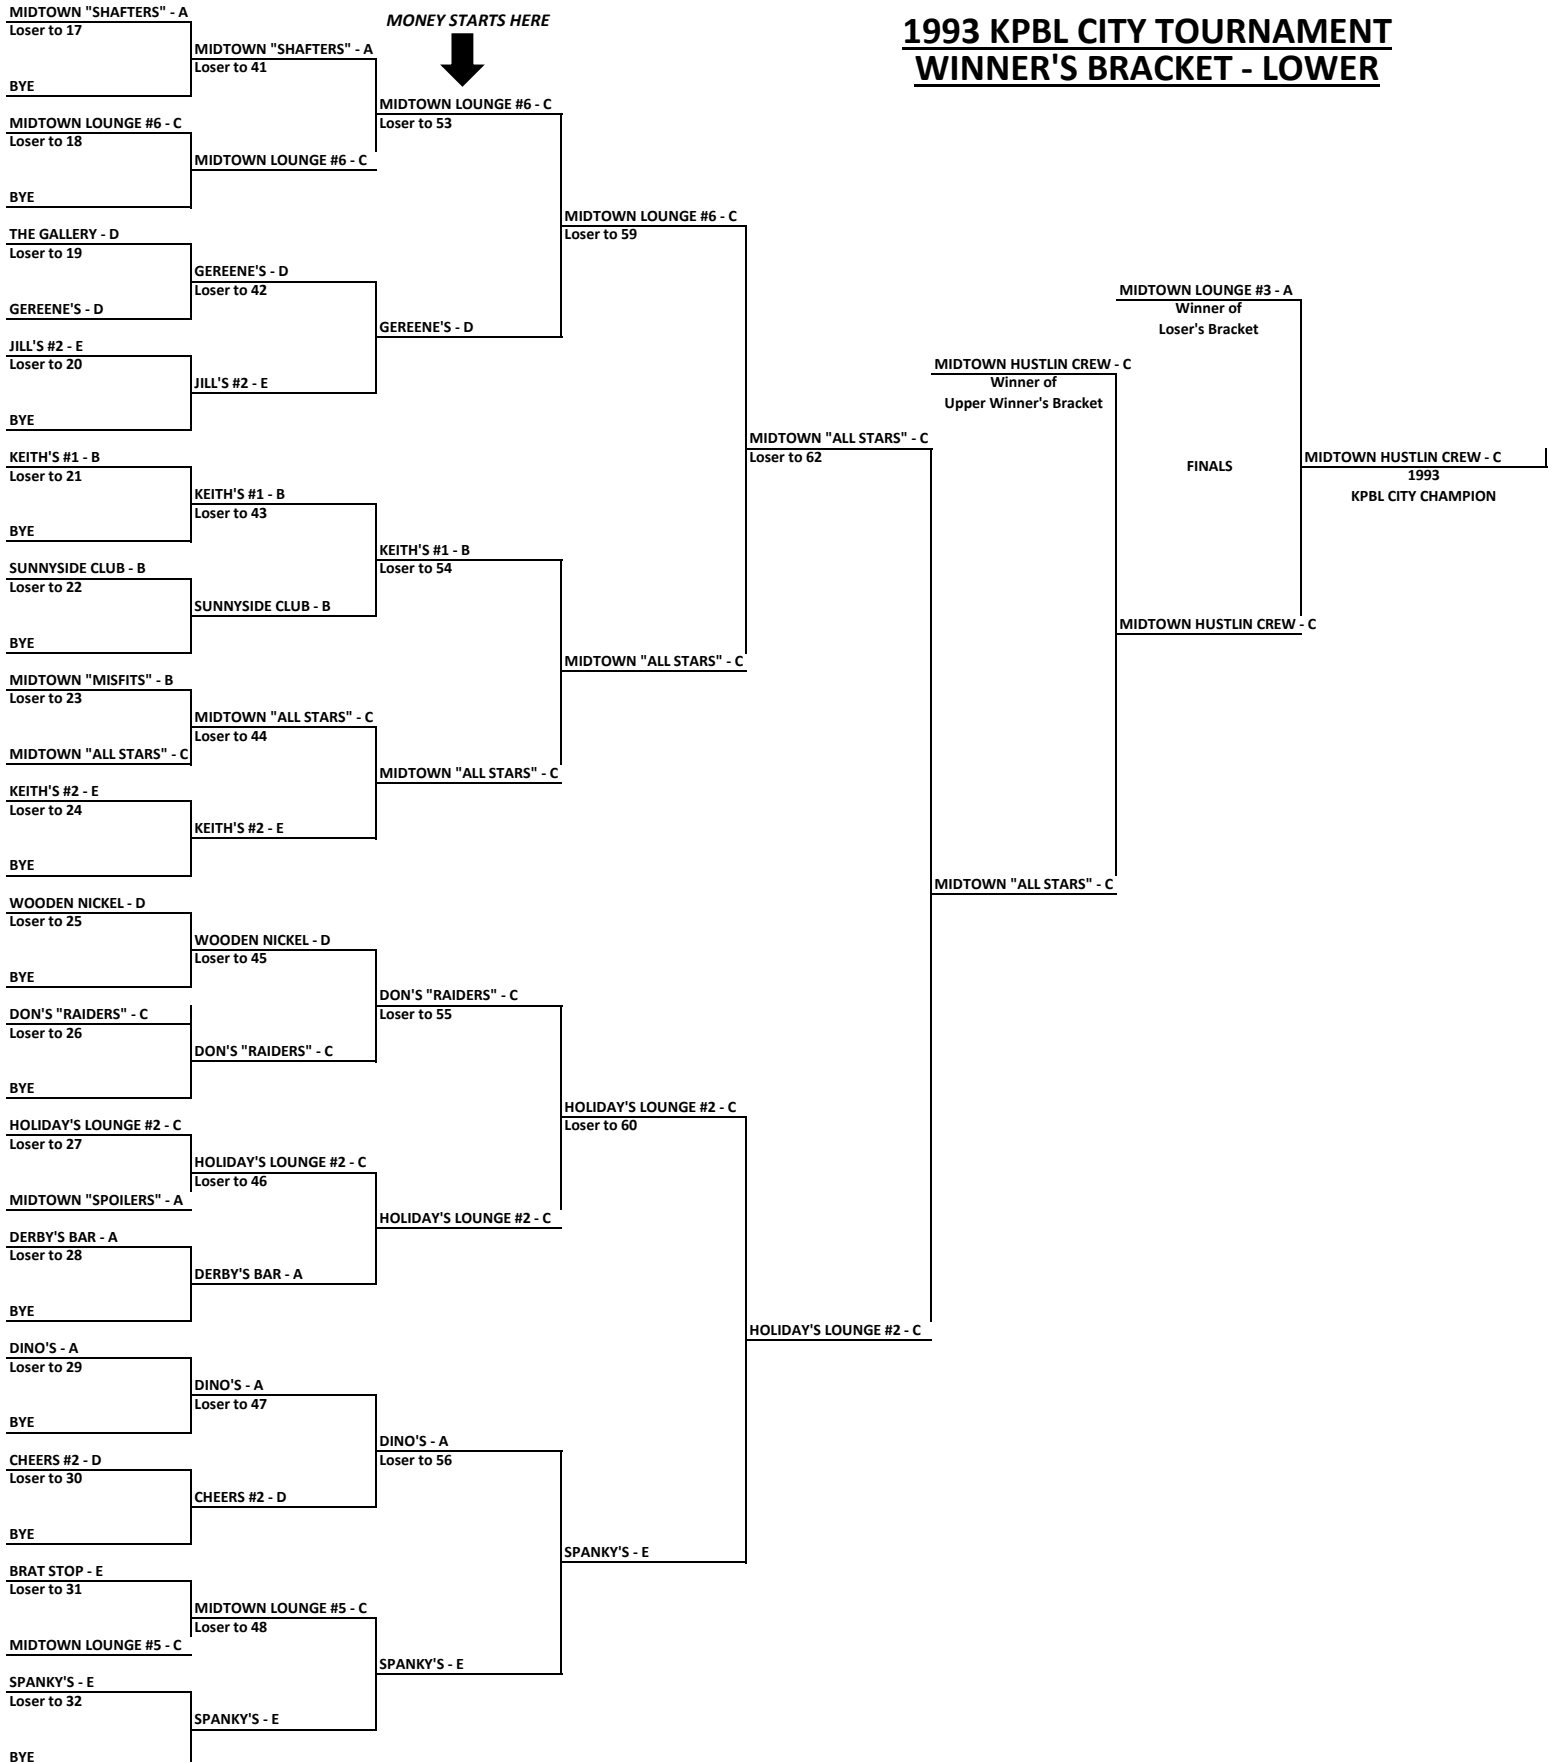 1993 KPBL CITY TOURNAMENT
WINNER'S BRACKET - LOWER
MONEY STARTS HERE
MIDTOWN "SHAFTERS" - A
Loser to 17
BYE
MIDTOWN LOUNGE #6 - C
Loser to 18
BYE
THE GALLERY - D
Loser to 19
GEREENE'S - D
JILL'S #2 - E
Loser to 20
BYE
KEITH'S #1 - B
Loser to 21
BYE
SUNNYSIDE CLUB - B
Loser to 22
BYE
MIDTOWN "MISFITS" - B
Loser to 23
MIDTOWN "ALL STARS" - C
KEITH'S #2 - E
Loser to 24
BYE
WOODEN NICKEL - D
Loser to 25
BYE
DON'S "RAIDERS" - C
Loser to 26
BYE
HOLIDAY'S LOUNGE #2 - C
Loser to 27
MIDTOWN "SPOILERS" - A
DERBY'S BAR - A
Loser to 28
BYE
DINO'S - A
Loser to 29
BYE
CHEERS #2 - D
Loser to 30
BYE
BRAT STOP - E
Loser to 31
MIDTOWN LOUNGE #5 - C
SPANKY'S - E
Loser to 32
BYE
MIDTOWN "SHAFTERS" - A
Loser to 41
MIDTOWN LOUNGE #6 - C
GEREENE'S - D
Loser to 42
JILL'S #2 - E
KEITH'S #1 - B
Loser to 43
SUNNYSIDE CLUB - B
MIDTOWN "ALL STARS" - C
Loser to 44
KEITH'S #2 - E
WOODEN NICKEL - D
Loser to 45
DON'S "RAIDERS" - C
HOLIDAY'S LOUNGE #2 - C
Loser to 46
DERBY'S BAR - A
DINO'S - A
Loser to 47
CHEERS #2 - D
MIDTOWN LOUNGE #5 - C
Loser to 48
SPANKY'S - E
MIDTOWN LOUNGE #6 - C
Loser to 53
GEREENE'S - D
KEITH'S #1 - B
Loser to 54
MIDTOWN "ALL STARS" - C
DON'S "RAIDERS" - C
Loser to 55
HOLIDAY'S LOUNGE #2 - C
DINO'S - A
Loser to 56
SPANKY'S - E
MIDTOWN LOUNGE #6 - C
Loser to 59
MIDTOWN "ALL STARS" - C
HOLIDAY'S LOUNGE #2 - C
Loser to 60
SPANKY'S - E
MIDTOWN "ALL STARS" - C
Loser to 62
HOLIDAY'S LOUNGE #2 - C
MIDTOWN HUSTLIN CREW - C
Winner of
Upper Winner's Bracket
MIDTOWN "ALL STARS" - C
MIDTOWN LOUNGE #3 - A
Winner of
Loser's Bracket
FINALS
MIDTOWN HUSTLIN CREW - C
MIDTOWN HUSTLIN CREW - C
1993
KPBL CITY CHAMPION